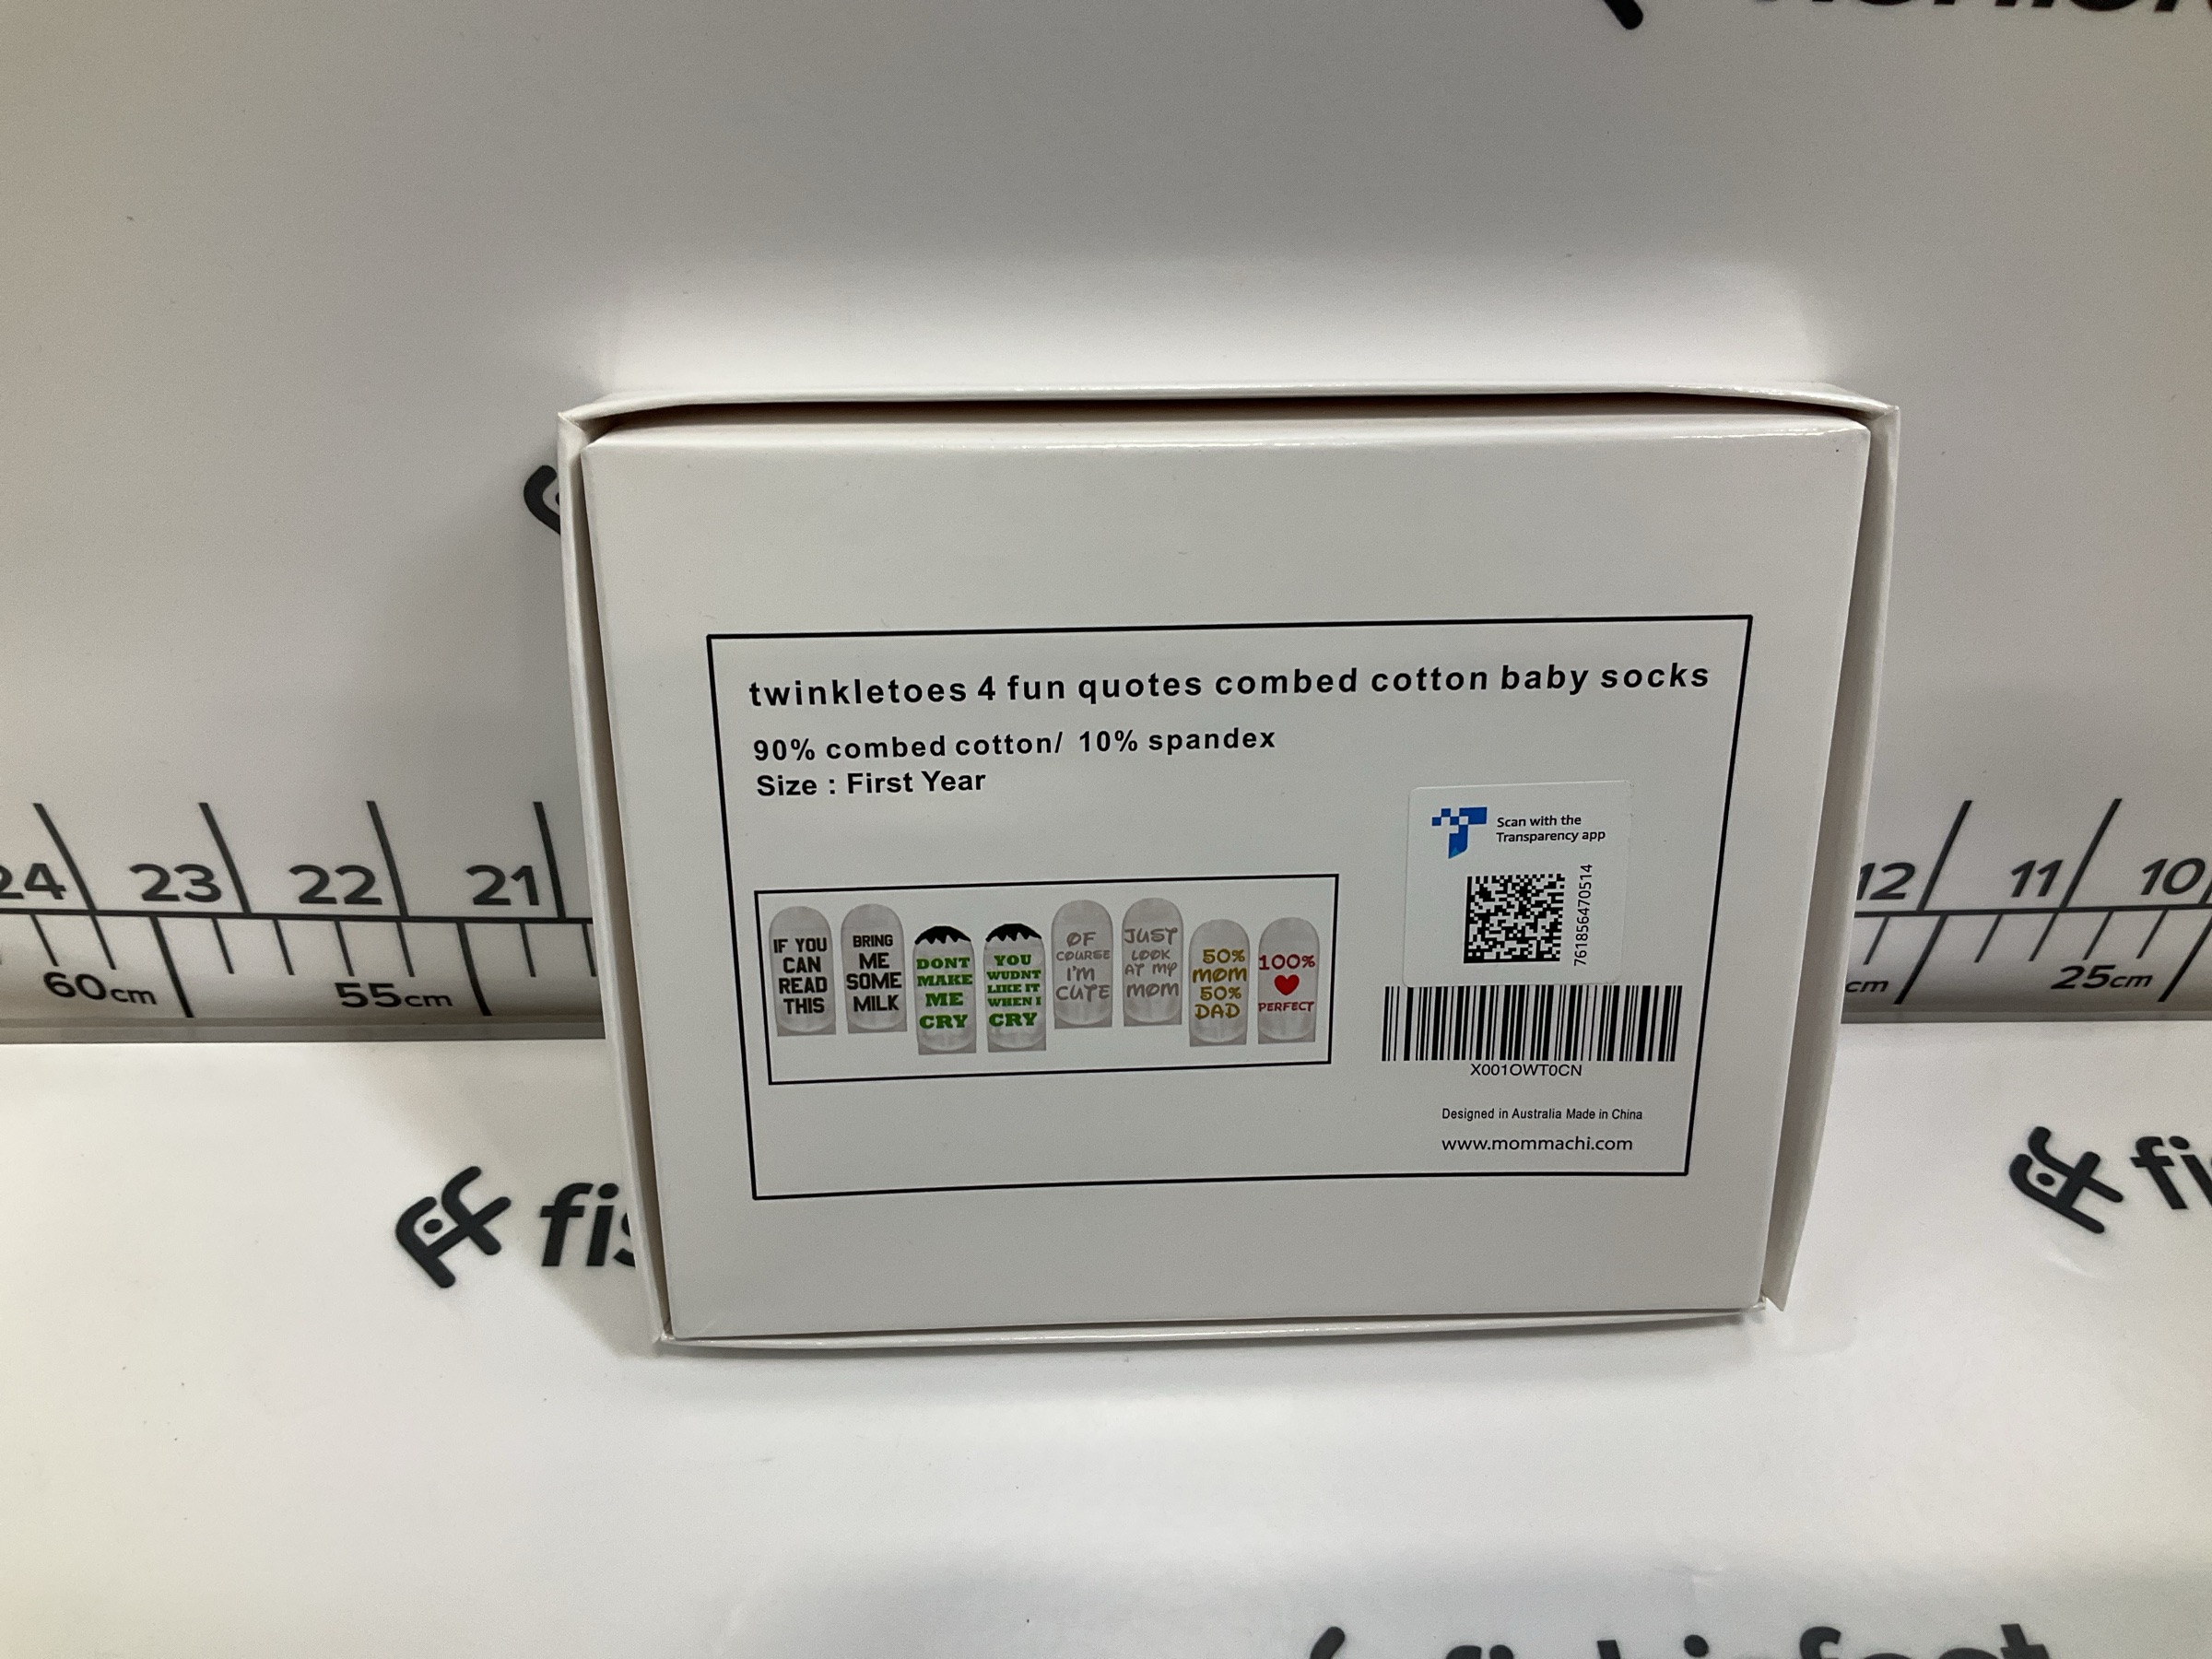 twinkletoes 4 fun quotes combed cotton baby socks
90% combed cotton/ 10% spandex
Size : First Year
Scan with the
Transparency app
761856470514
IF YOU
CAN
READ
THIS
BRING
ME
SOME
MILK
DONT
MAKE
ME
CRY
YOU
WUDNT
LIKE IT
WHEN I
CRY
OF
COURSE
I'M
CUTE
JUST
LOOK
AT MY
MOM
50%
MOM
50%
DAD
100%
PERFECT
X001OWT0CN
Designed in Australia Made in China
www.mommachi.com
24 23 22 21
12 11 10
60cm 55cm
cm 25cm